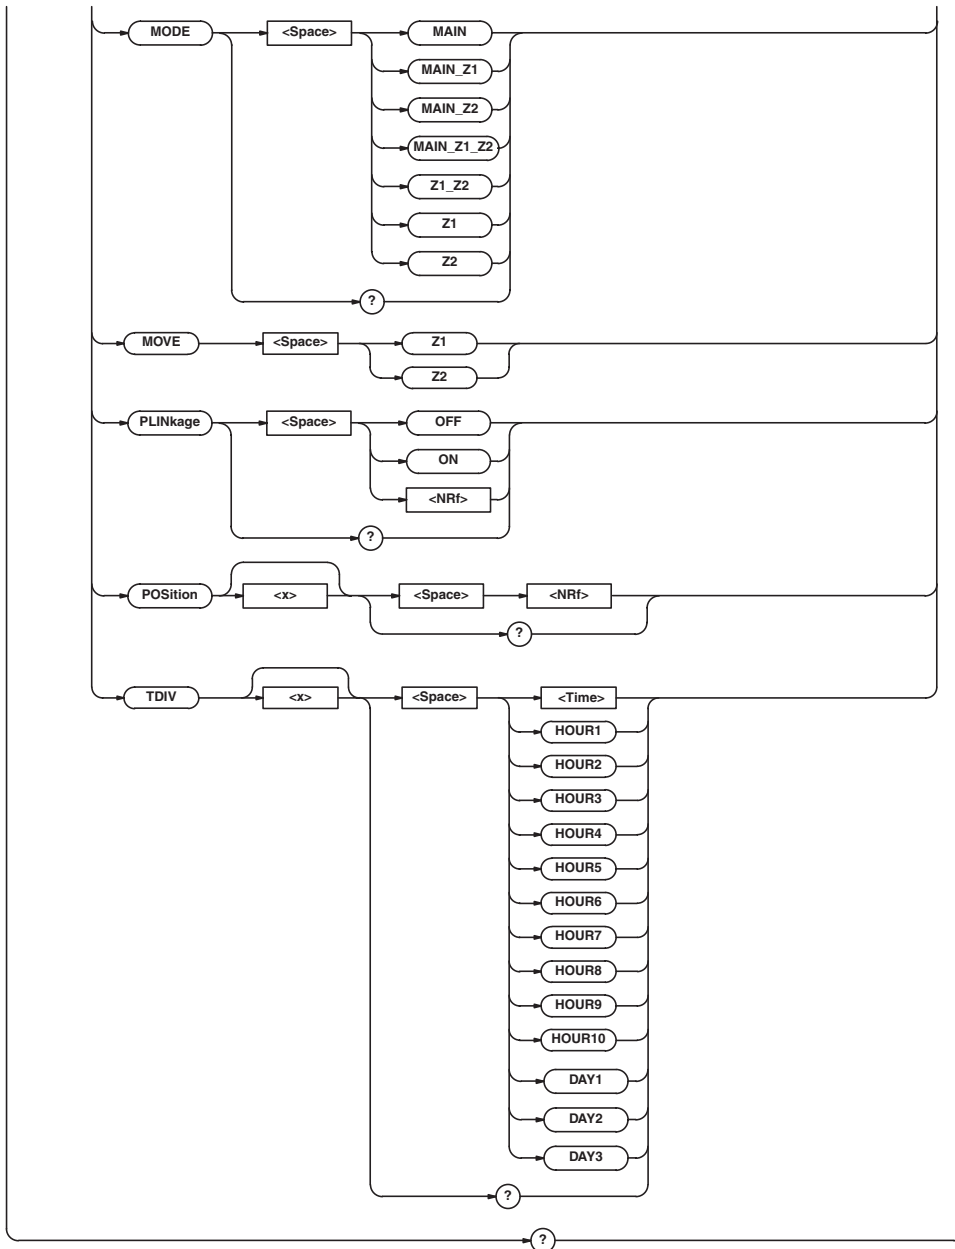 MODE <Space> MAIN
MAIN_Z1
MAIN_Z2
MAIN_Z1_Z2
Z1_Z2
Z1
Z2
?
MOVE <Space> Z1
Z2
PLINkage <Space> OFF
ON
<NRf>
?
POSition <x> <Space> <NRf>
?
TDIV <x> <Space> <Time>
HOUR1
HOUR2
HOUR3
HOUR4
HOUR5
HOUR6
HOUR7
HOUR8
HOUR9
HOUR10
DAY1
DAY2
DAY3
?
?